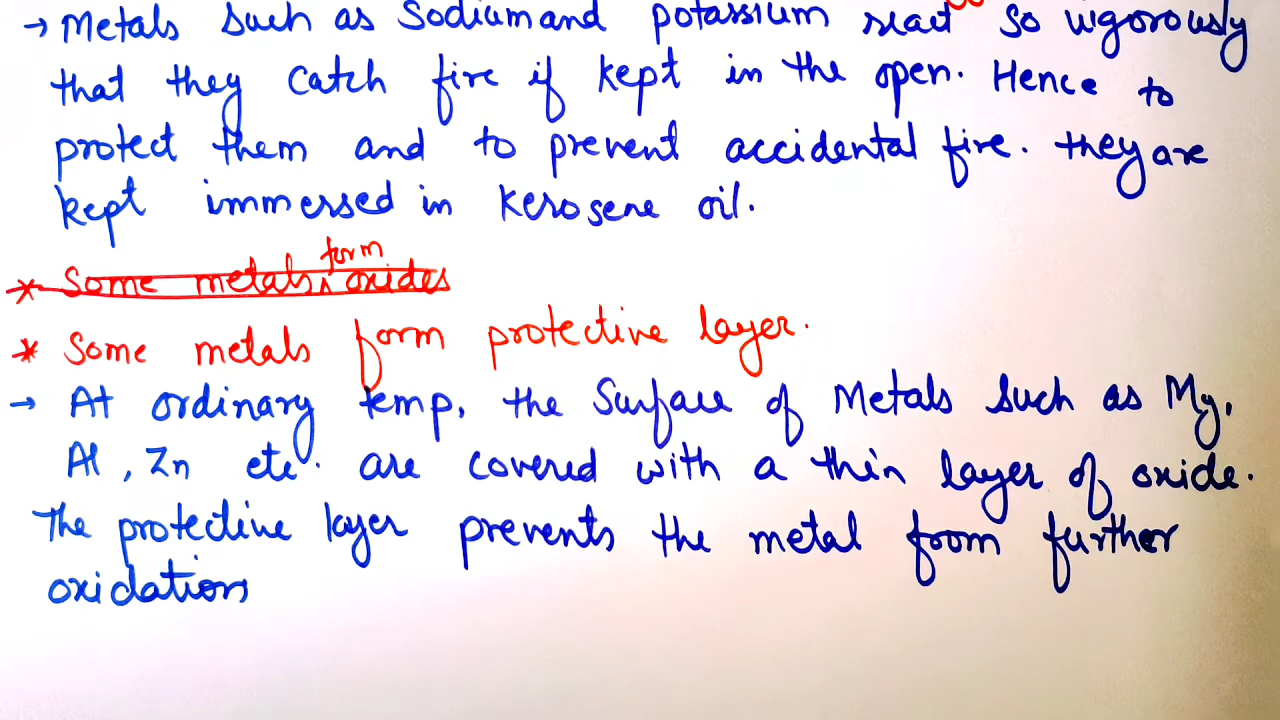 → Metals such as Sodium and potassium react so vigorously
that they catch fire if kept in the open. Hence to
protect them and to prevent accidental fire. they are
kept immersed in kerosene oil.
* Some metals form oxides
* Some metals form protective layer.
→ At ordinary temp, the Surface of Metals such as Mg,
Al, Zn etc. are covered with a thin layer of oxide.
The protective layer prevents the metal from further
oxidation